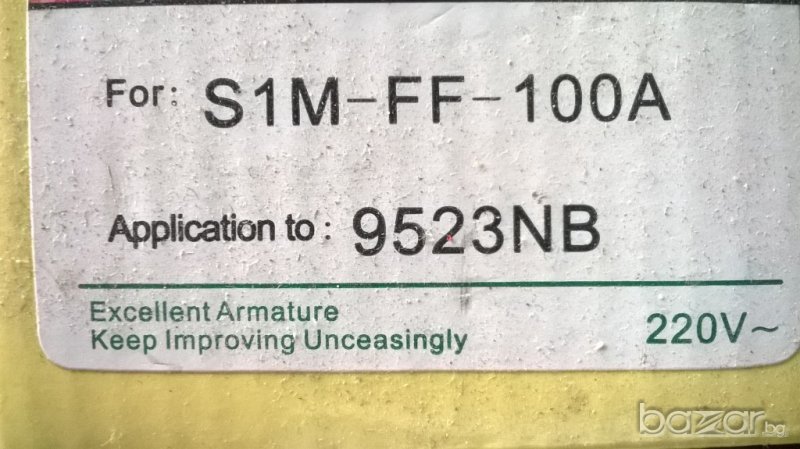 For: S1M-FF-100A
Application to: 9523NB
Excellent Armature
Keep Improving Unceasingly
220V~
bazar.bg